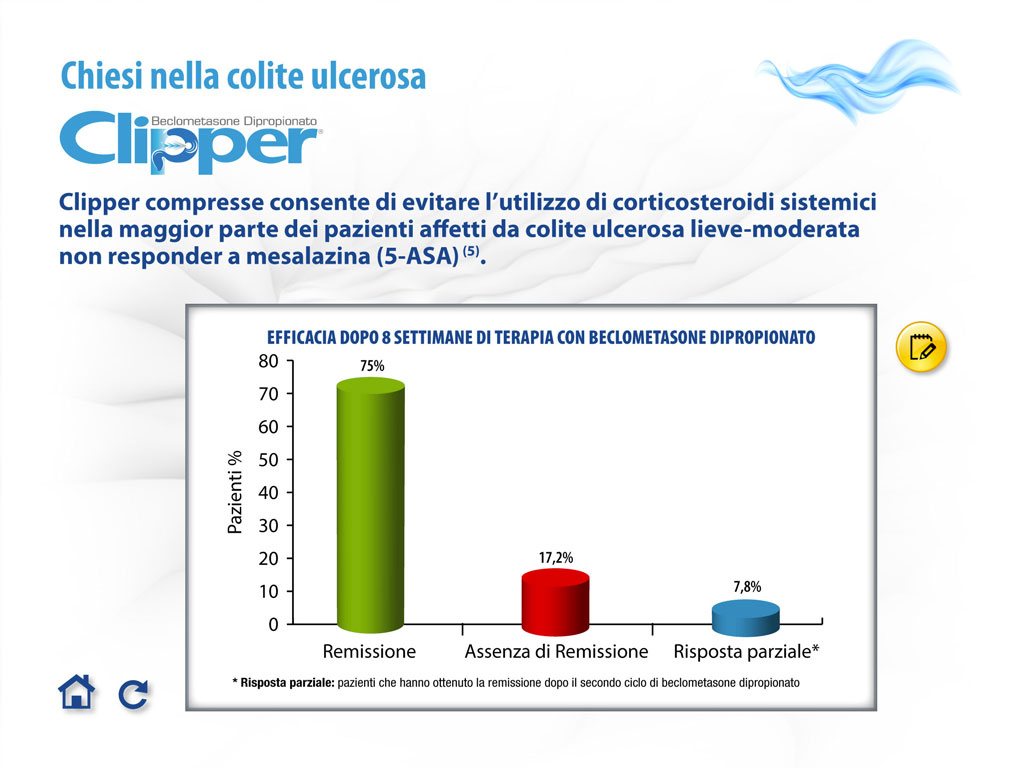 Chiesi nella colite ulcerosa
Beclometasone Dipropionato
Clipper®
Clipper compresse consente di evitare l’utilizzo di corticosteroidi sistemici
nella maggior parte dei pazienti affetti da colite ulcerosa lieve-moderata
non responder a mesalazina (5-ASA) (5).
EFFICACIA DOPO 8 SETTIMANE DI TERAPIA CON BECLOMETASONE DIPROPIONATO
Pazienti %
80
70
60
50
40
30
20
10
0
75%
17,2%
7,8%
Remissione
Assenza di Remissione
Risposta parziale*
* Risposta parziale: pazienti che hanno ottenuto la remissione dopo il secondo ciclo di beclometasone dipropionato